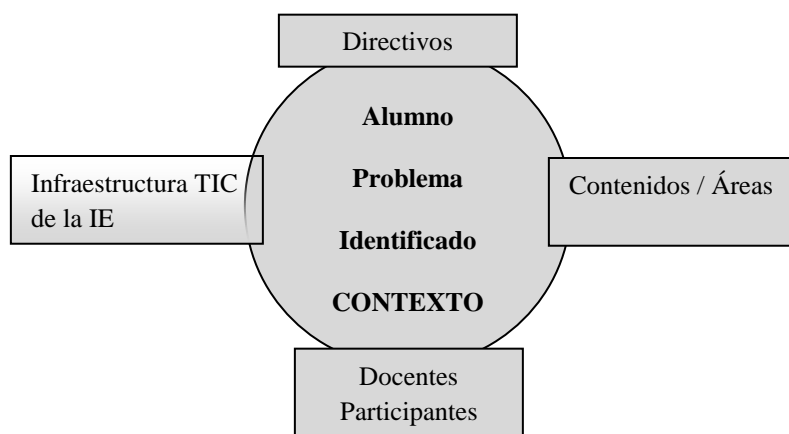 Directivos
Alumno
Problema
Identificado
CONTEXTO
Infraestructura TIC
de la IE
Contenidos / Áreas
Docentes
Participantes